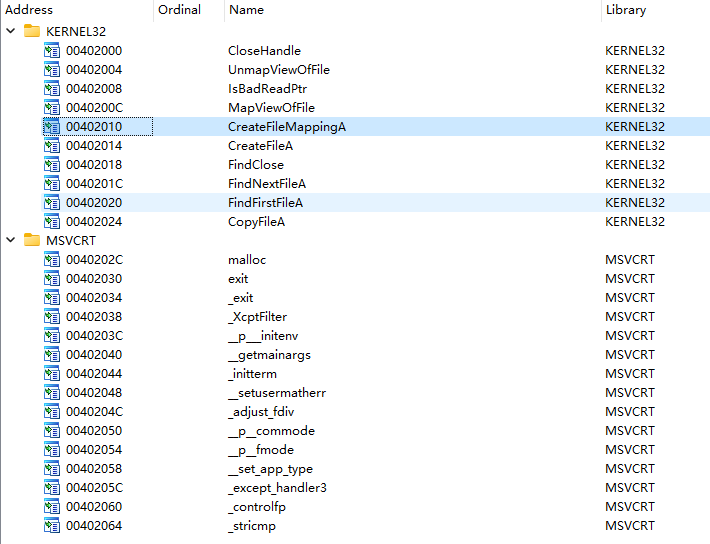 Address Ordinal Name Library
KERNEL32
00402000 CloseHandle KERNEL32
00402004 UnmapViewOfFile KERNEL32
00402008 IsBadReadPtr KERNEL32
0040200C MapViewOfFile KERNEL32
00402010 CreateFileMappingA KERNEL32
00402014 CreateFileA KERNEL32
00402018 FindClose KERNEL32
0040201C FindNextFileA KERNEL32
00402020 FindFirstFileA KERNEL32
00402024 CopyFileA KERNEL32
MSVCRT
0040202C malloc MSVCRT
00402030 exit MSVCRT
00402034 _exit MSVCRT
00402038 _XcptFilter MSVCRT
0040203C __p___initenv MSVCRT
00402040 __getmainargs MSVCRT
00402044 _initterm MSVCRT
00402048 __setusermatherr MSVCRT
0040204C _adjust_fdiv MSVCRT
00402050 __p__commode MSVCRT
00402054 __p__fmode MSVCRT
00402058 __set_app_type MSVCRT
0040205C _except_handler3 MSVCRT
00402060 _controlfp MSVCRT
00402064 _stricmp MSVCRT